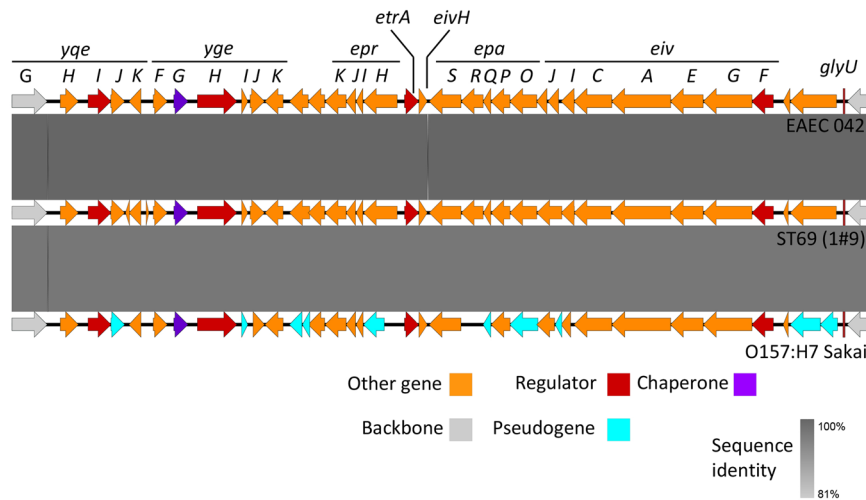 etrA eivH
yqe yge epr epa eiv
G H I J K F G H I J K K J I H S R Q P O J I C A E G F glyU
EAEC 042
ST69 (1#9)
O157:H7 Sakai
Other gene Regulator Chaperone
Backbone Pseudogene
100%
Sequence
identity
81%